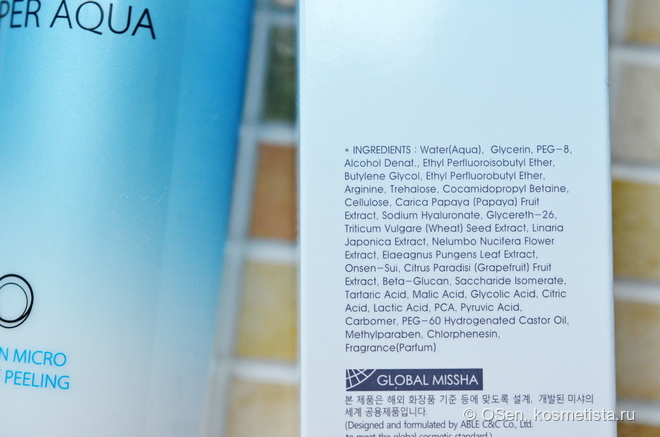 PER AQUA
N MICRO
PEELING
* INGREDIENTS : Water(Aqua), Glycerin, PEG-8,
Alcohol Denat., Ethyl Perfluoroisobutyl Ether,
Butylene Glycol, Ethyl Perfluorobutyl Ether,
Arginine, Trehalose, Cocamidopropyl Betaine,
Cellulose, Carica Papaya (Papaya) Fruit
Extract, Sodium Hyaluronate, Glycereth-26,
Triticum Vulgare (Wheat) Seed Extract, Linaria
Japonica Extract, Nelumbo Nucifera Flower
Extract, Elaeagnus Pungens Leaf Extract,
Onsen-Sui, Citrus Paradisi (Grapefruit) Fruit
Extract, Beta-Glucan, Saccharide Isomerate,
Tartaric Acid, Malic Acid, Glycolic Acid, Citric
Acid, Lactic Acid, PCA, Pyruvic Acid,
Carbomer, PEG-60 Hydrogenated Castor Oil,
Methylparaben, Chlorphenesin,
Fragrance(Parfum)
GLOBAL MISSHA
본 제품은 해외 화장품 기준 등에 맞도록 설계, 개발된 미샤의
세계 공용제품입니다.
(Designed and formulated by ABLE C&C Co., Ltd.
to meet the global cosmetic standard.)
© OSen, kosmetista.ru